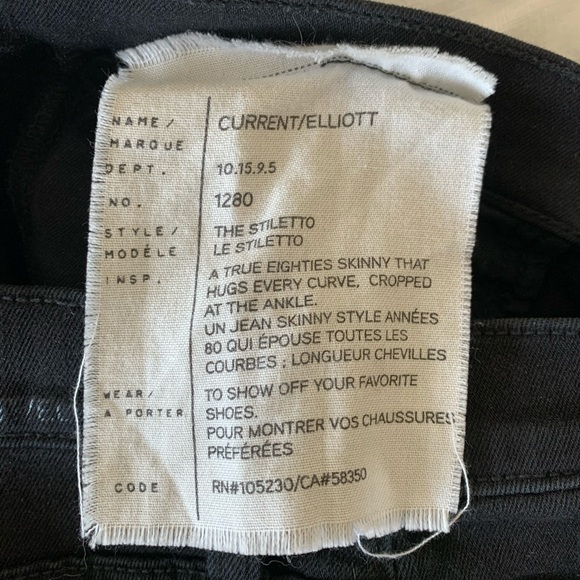 NAME / CURRENT/ELLIOTT
MARQUE
DEPT. 10.15.9.5
NO. 1280
STYLE/ THE STILETTO
MODÉLE LE STILETTO
INSP. A TRUE EIGHTIES SKINNY THAT
HUGS EVERY CURVE, CROPPED
AT THE ANKLE.
UN JEAN SKINNY STYLE ANNÉES
80 QUI ÉPOUSE TOUTES LES
COURBES ; LONGUEUR CHEVILLES
WEAR/ TO SHOW OFF YOUR FAVORITE
A PORTER SHOES.
POUR MONTRER VOS CHAUSSURES
PRÉFÉRÉES
CODE RN#105230/CA#58350